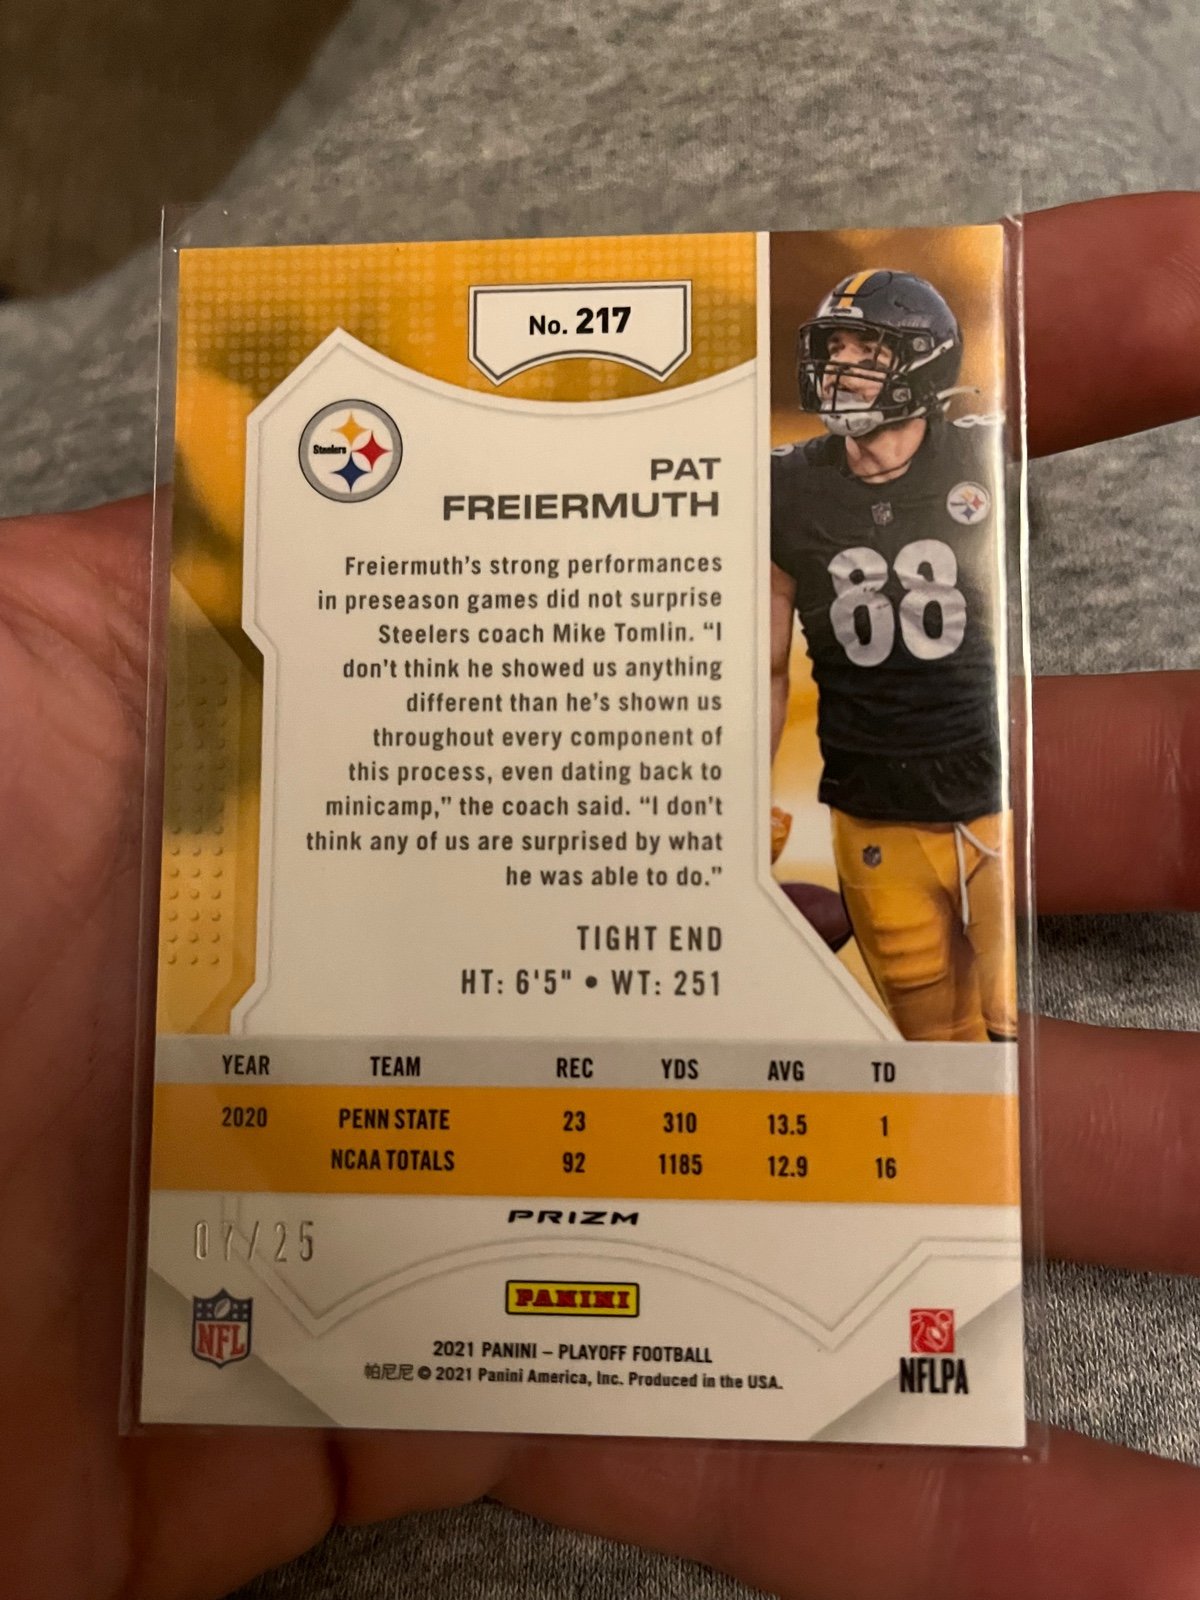 No. 217
Steelers
PAT
FREIERMUTH
Freiermuth's strong performances
in preseason games did not surprise
Steelers coach Mike Tomlin. “I
don't think he showed us anything
different than he's shown us
throughout every component of
this process, even dating back to
minicamp,” the coach said. “I don't
think any of us are surprised by what
he was able to do.”
TIGHT END
HT: 6'5" • WT: 251
88
YEAR TEAM REC YDS AVG TD
2020 PENN STATE 23 310 13.5 1
NCAA TOTALS 92 1185 12.9 16
PRIZM
07/25
PANINI
NFL
NFLPA
2021 PANINI – PLAYOFF FOOTBALL
帕尼尼 © 2021 Panini America, Inc. Produced in the USA.